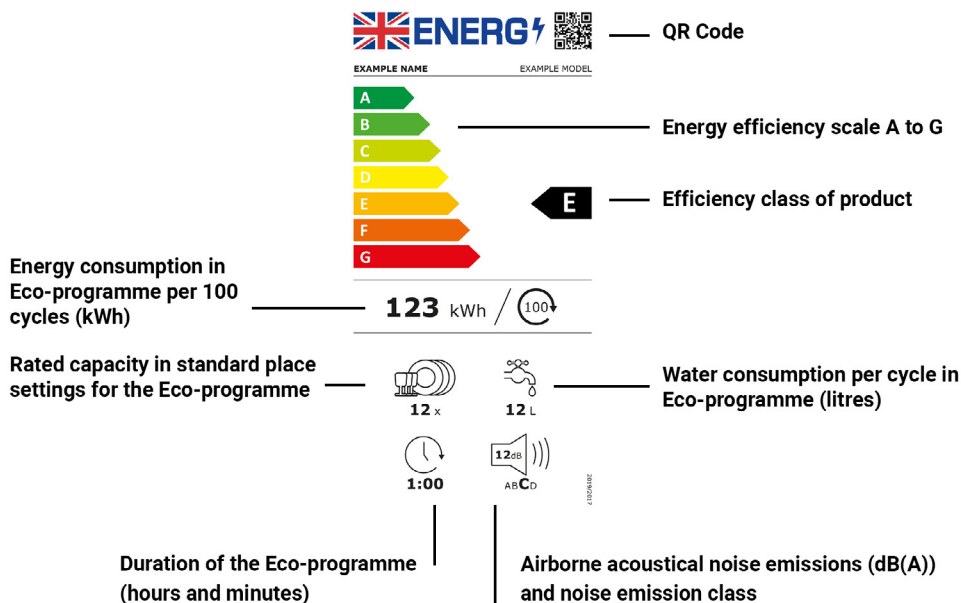 ENERG
QR Code
EXAMPLE NAME
EXAMPLE MODEL
A
B
Energy efficiency scale A to G
C
D
E
E
Efficiency class of product
F
G
Energy consumption in
Eco-programme per 100
cycles (kWh)
123 kWh / 100
Rated capacity in standard place
settings for the Eco-programme
12 x
12 L
Water consumption per cycle in
Eco-programme (litres)
1:00
12dB
ABCD
2019/2017
Duration of the Eco-programme
(hours and minutes)
Airborne acoustical noise emissions (dB(A))
and noise emission class